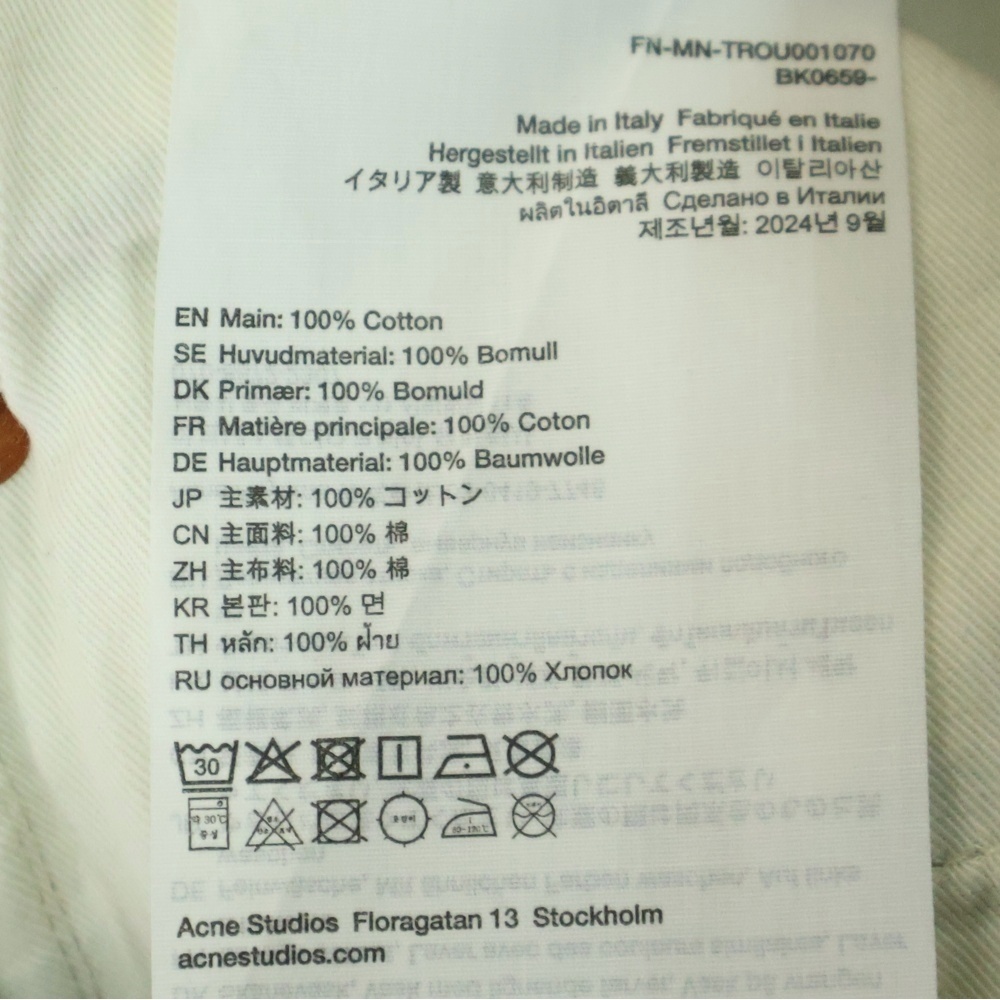 FN-MN-TROU001070
BK0659-
Made in Italy Fabriqué en Italie
Hergestellt in Italien Fremstillet i Italien
イタリア製 意大利制造 義大利製造 이탈리아산
ผลิตในอิตาลี Сделано в Италии
제조년월: 2024년 9월
EN Main: 100% Cotton
SE Huvudmaterial: 100% Bomull
DK Primær: 100% Bomuld
FR Matière principale: 100% Coton
DE Hauptmaterial: 100% Baumwolle
JP 主素材: 100% コットン
CN 主面料: 100% 棉
ZH 主布料: 100% 棉
KR 본판: 100% 면
TH หลัก: 100% ฝ้าย
RU основной материал: 100% Хлопок
30
Acne Studios Floragatan 13 Stockholm
acnestudios.com